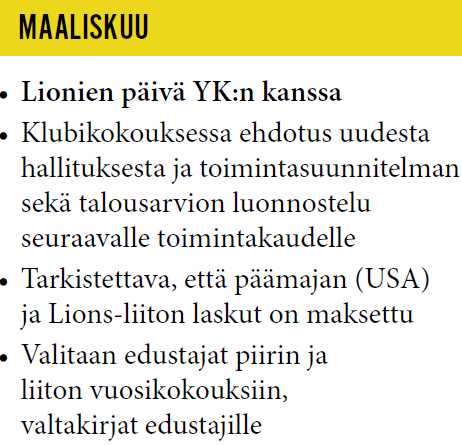 MAALISKUU
• Lionien päivä YK:n kanssa
• Klubikokouksessa ehdotus uudesta
hallituksesta ja toimintasuunnitelman
sekä talousarvion luonnostelu
seuraavalle toimintakaudelle
• Tarkistettava, että päämajan (USA)
ja Lions-liiton laskut on maksettu
• Valitaan edustajat piirin ja
liiton vuosikokouksiin,
valtakirjat edustajille